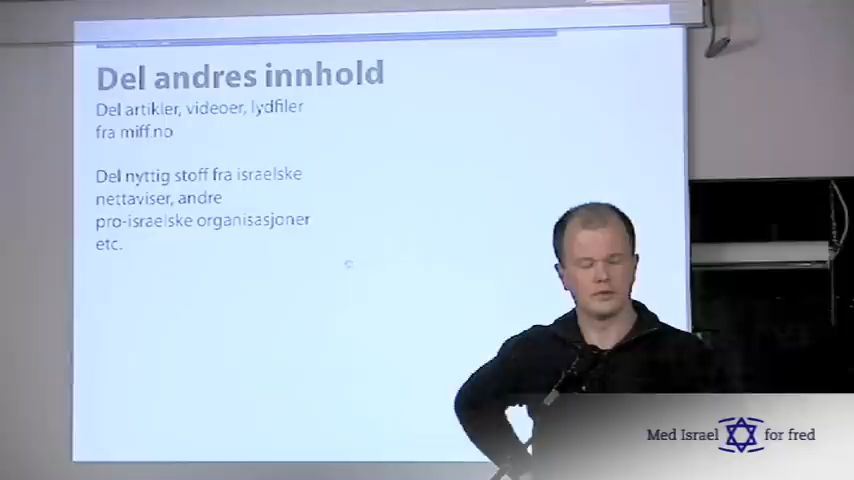 Del andres innhold
Del artikler, videoer, lydfiler
fra miff.no
Del nyttig stoff fra israelske
nettaviser, andre
pro-israelske organisasjoner
etc.
Med Israel for fred